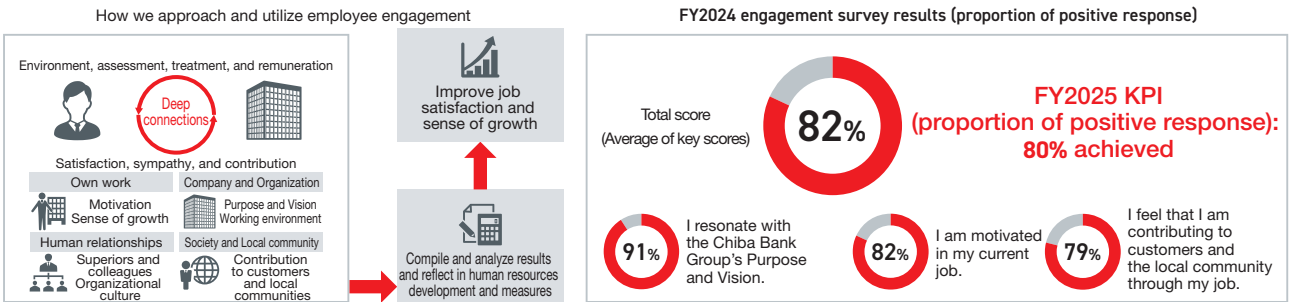 How we approach and utilize employee engagement
Environment, assessment, treatment, and remuneration
Deep
connections
Satisfaction, sympathy, and contribution
Own work
Motivation
Sense of growth
Company and Organization
Purpose and Vision
Working environment
Human relationships
Superiors and
colleagues
Organizational
culture
Society and Local community
Contribution
to customers
and local
communities
Improve job
satisfaction and
sense of growth
Compile and analyze results
and reflect in human resources
development and measures
FY2024 engagement survey results (proportion of positive response)
Total score
(Average of key scores)
82%
FY2025 KPI
(proportion of positive response):
80% achieved
91%
I resonate with
the Chiba Bank
Group's Purpose
and Vision.
82%
I am motivated
in my current
job.
79%
I feel that I am
contributing to
customers and
the local community
through my job.